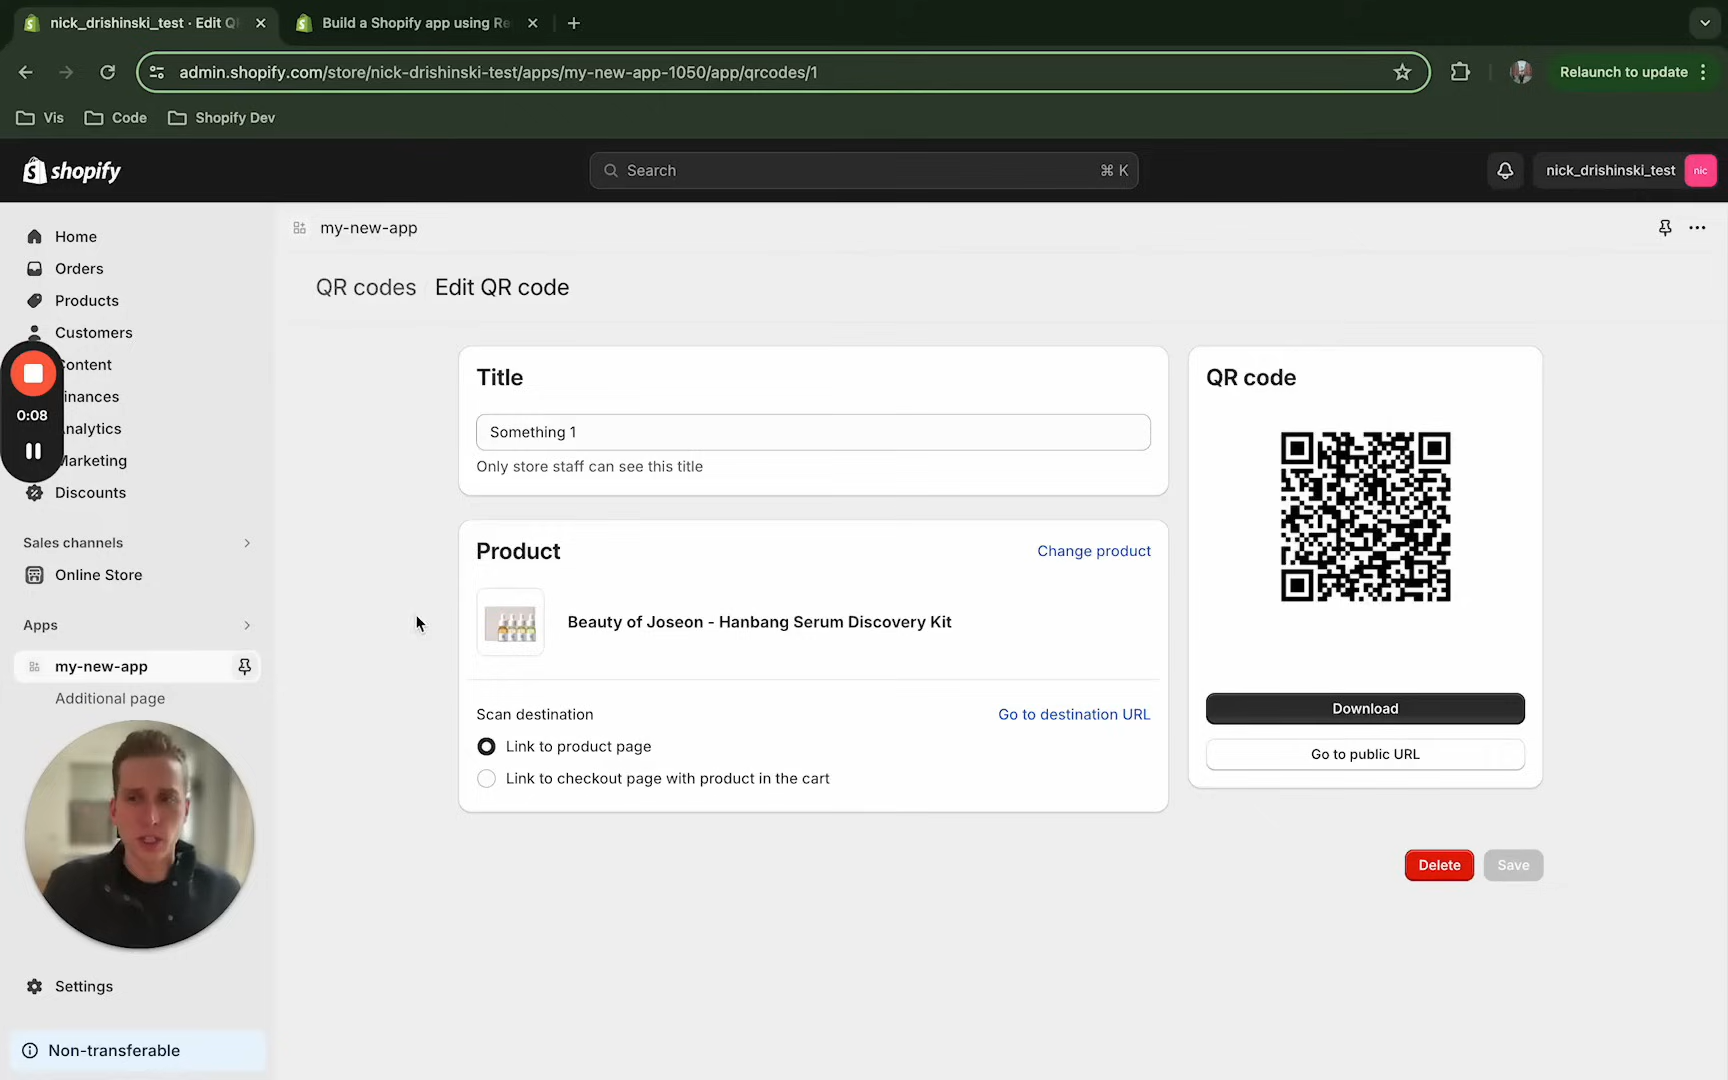 nick_drishinski_test · Edit Q
Build a Shopify app using Re
admin.shopify.com/store/nick-drishinski-test/apps/my-new-app-1050/app/qrcodes/1
Relaunch to update
Vis
Code
Shopify Dev
shopify
Search
⌘ K
nick_drishinski_test
nic
Home
Orders
Products
Customers
Content
inances
nalytics
Marketing
Discounts
0:08
Sales channels
Online Store
Apps
my-new-app
Additional page
Settings
Non-transferable
my-new-app
QR codes Edit QR code
Title
Something 1
Only store staff can see this title
Product
Change product
Beauty of Joseon - Hanbang Serum Discovery Kit
Scan destination
Go to destination URL
Link to product page
Link to checkout page with product in the cart
QR code
Download
Go to public URL
Delete
Save